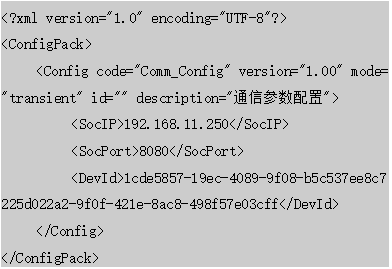 <?xml version="1.0" encoding="UTF-8"?>
<ConfigPack>
<Config code="Comm_Config" version="1.00" mode=
"transient" id="" description="通信参数配置">
<SocIP>192.168.11.250</SocIP>
<SocPort>8080</SocPort>
<DevId>1cde5857-19ec-4089-9f08-b5c537ee8c7
225d022a2-9f0f-421e-8ac8-498f57e03cff</DevId>
</Config>
</ConfigPack>